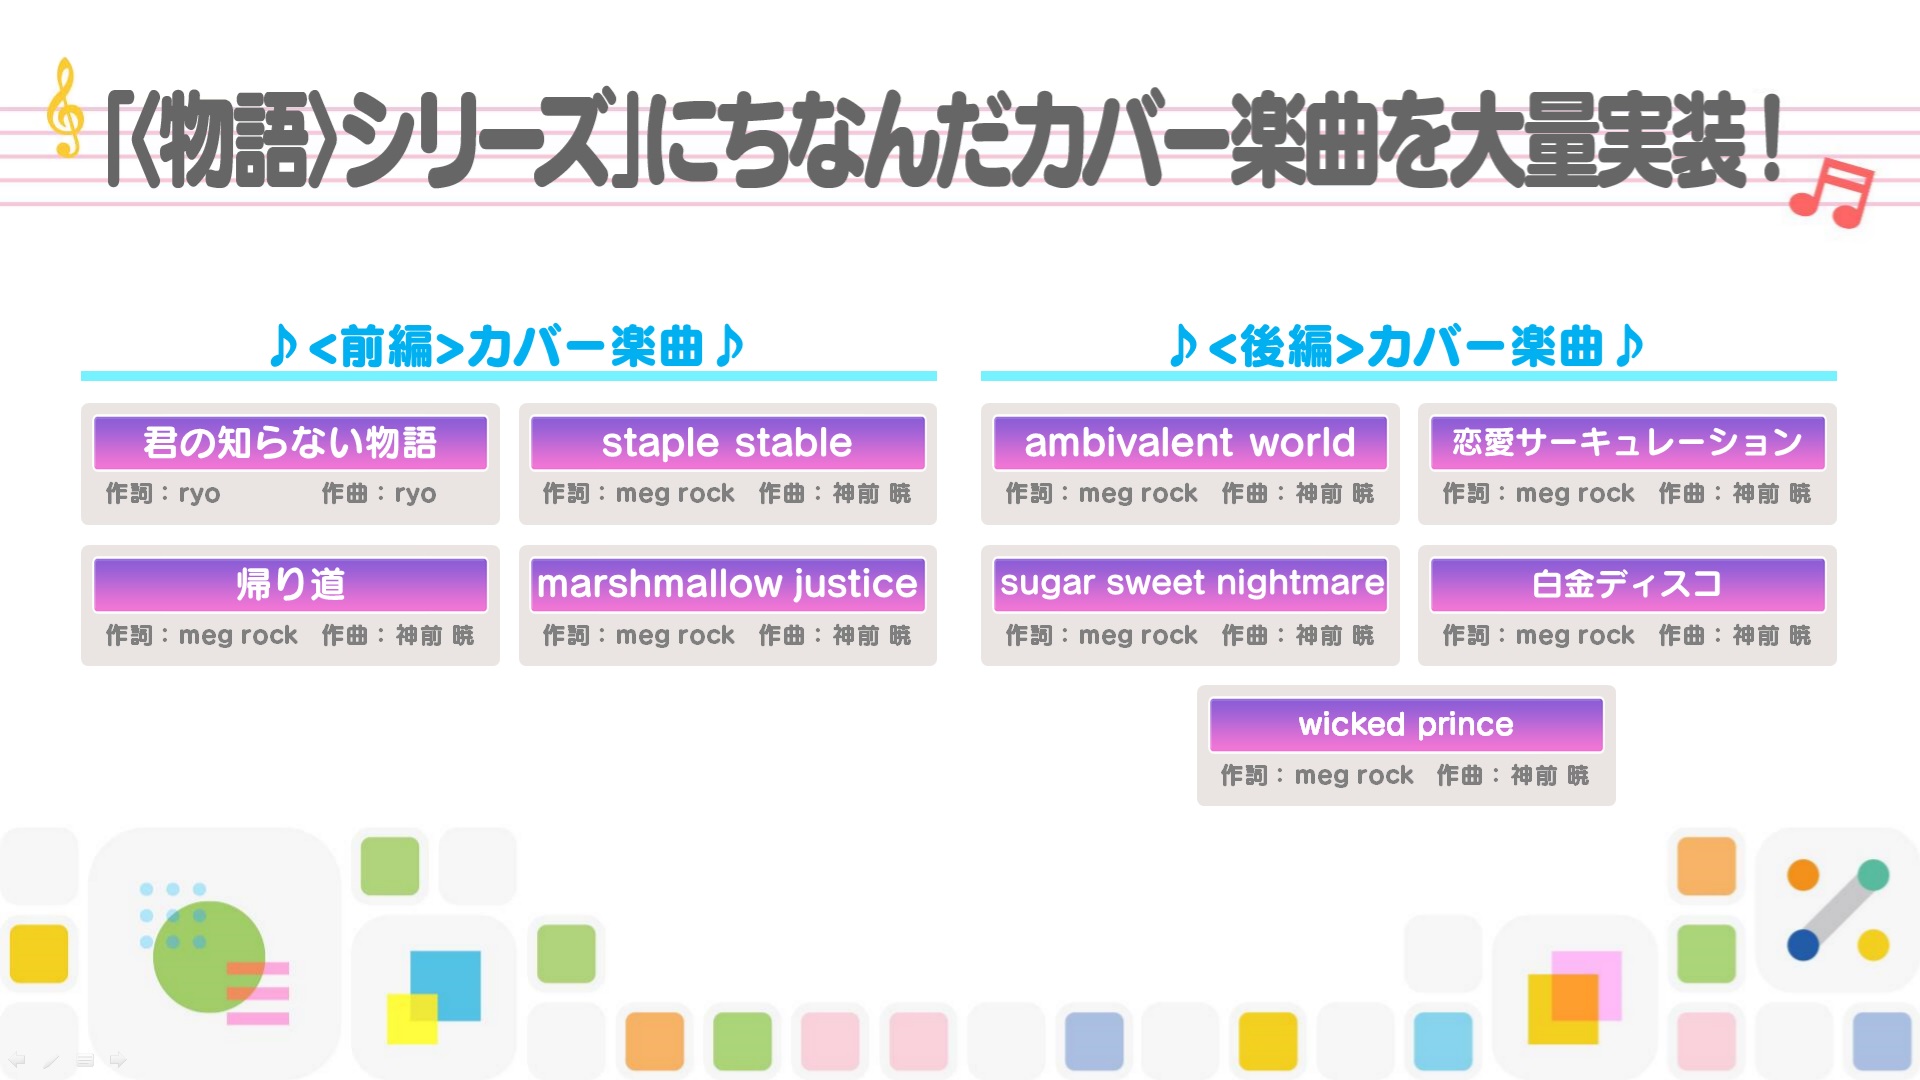 「〈物語〉シリーズ」にちなんだカバー楽曲を大量実装！
♪<前編>カバー楽曲♪
君の知らない物語
作詞：ryo 作曲：ryo
staple stable
作詞：meg rock 作曲：神前 暁
帰り道
作詞：meg rock 作曲：神前 暁
marshmallow justice
作詞：meg rock 作曲：神前 暁
♪<後編>カバー楽曲♪
ambivalent world
作詞：meg rock 作曲：神前 暁
恋愛サーキュレーション
作詞：meg rock 作曲：神前 暁
sugar sweet nightmare
作詞：meg rock 作曲：神前 暁
白金ディスコ
作詞：meg rock 作曲：神前 暁
wicked prince
作詞：meg rock 作曲：神前 暁